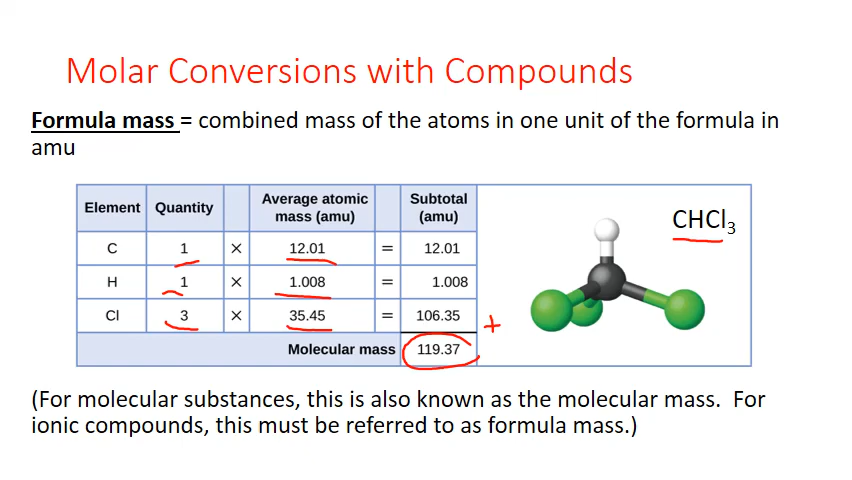 Molar Conversions with Compounds
Formula mass = combined mass of the atoms in one unit of the formula in
amu
Element Quantity Average atomic mass (amu) Subtotal (amu)
C 1 × 12.01 = 12.01
H 1 × 1.008 = 1.008
Cl 3 × 35.45 = 106.35
Molecular mass 119.37
+
CHCl₃
(For molecular substances, this is also known as the molecular mass. For
ionic compounds, this must be referred to as formula mass.)